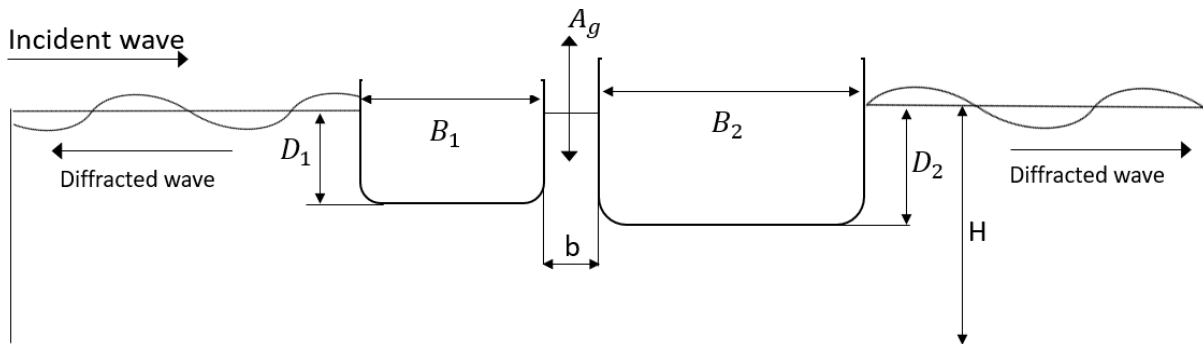 Incident wave
A_g
B_1
B_2
D_1
D_2
Diffracted wave
Diffracted wave
b
H